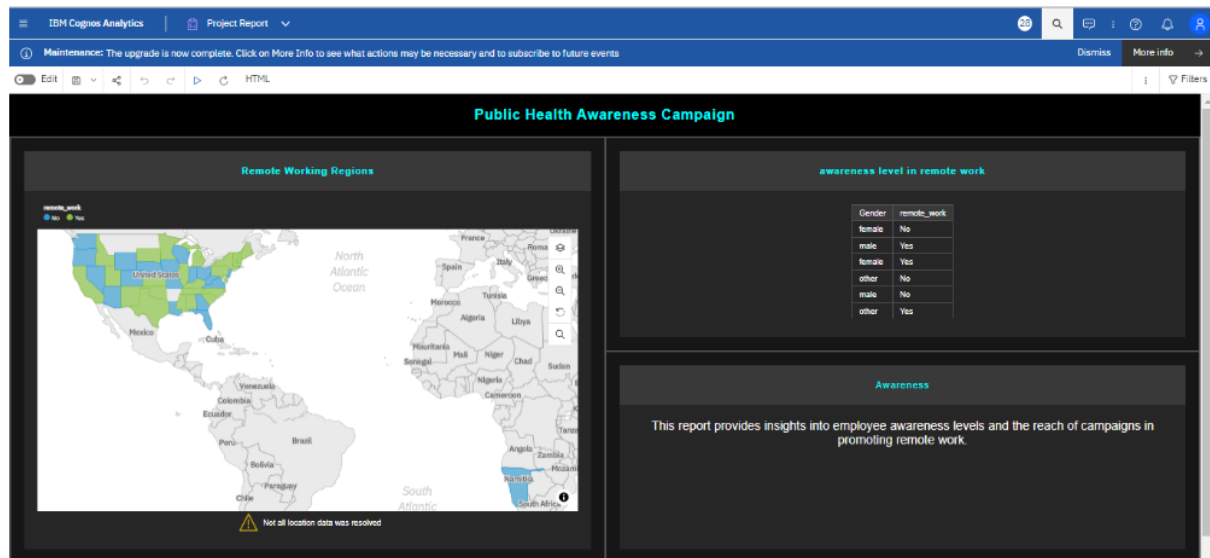 IBM Cognos Analytics
Project Report
28
Maintenance: The upgrade is now complete. Click on More Info to see what actions may be necessary and to subscribe to future events
Dismiss
More info
Edit
HTML
Filters
Public Health Awareness Campaign
Remote Working Regions
remote_work
No Yes
United States
Mexico
Cuba
Venezuela
Colombia
Ecuador
Peru
Brazil
Bolivia
Paraguay
Chile
North
Atlantic
Ocean
South
Atlantic
Ukraine
France
Roma
Spain
Italy
Greec
Tunisia
Morocco
Algeria
Libya
Mauritania
Mali
Niger
Chad
Sudan
Senegal
Nigeria
Cameroon
Angola
Zambia
Mozam
Namibia
South Africa
Not all location data was resolved
awareness level in remote work
Gender remote_work
female No
male Yes
female Yes
other No
male No
other Yes
Awareness
This report provides insights into employee awareness levels and the reach of campaigns in
promoting remote work.